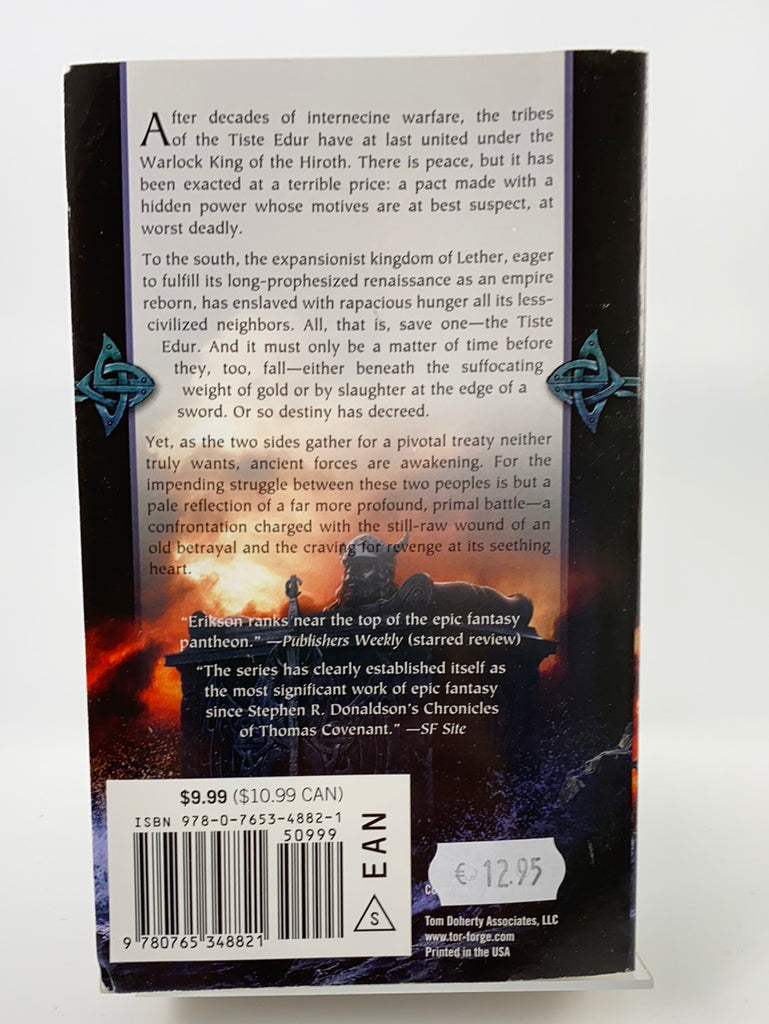 After decades of internecine warfare, the tribes
of the Tiste Edur have at last united under the
Warlock King of the Hiroth. There is peace, but it has
been exacted at a terrible price: a pact made with a
hidden power whose motives are at best suspect, at
worst deadly.
To the south, the expansionist kingdom of Lether, eager
to fulfill its long-prophesized renaissance as an empire
reborn, has enslaved with rapacious hunger all its less-
civilized neighbors. All, that is, save one—the Tiste
Edur. And it must only be a matter of time before
they, too, fall—either beneath the suffocating
weight of gold or by slaughter at the edge of a
sword. Or so destiny has decreed.
Yet, as the two sides gather for a pivotal treaty neither
truly wants, ancient forces are awakening. For the
impending struggle between these two peoples is but a
pale reflection of a far more profound, primal battle—a
confrontation charged with the still-raw wound of an
old betrayal and the craving for revenge at its seething
heart.
“Erikson ranks near the top of the epic fantasy
pantheon.” —Publishers Weekly (starred review)
“The series has clearly established itself as
the most significant work of epic fantasy
since Stephen R. Donaldson's Chronicles
of Thomas Covenant.” —SF Site
$9.99 ($10.99 CAN)
ISBN 978-0-7653-4882-1
50999
9 780765 348821
EAN
S
€ 12.95
Tom Doherty Associates, LLC
www.tor-forge.com
Printed in the USA